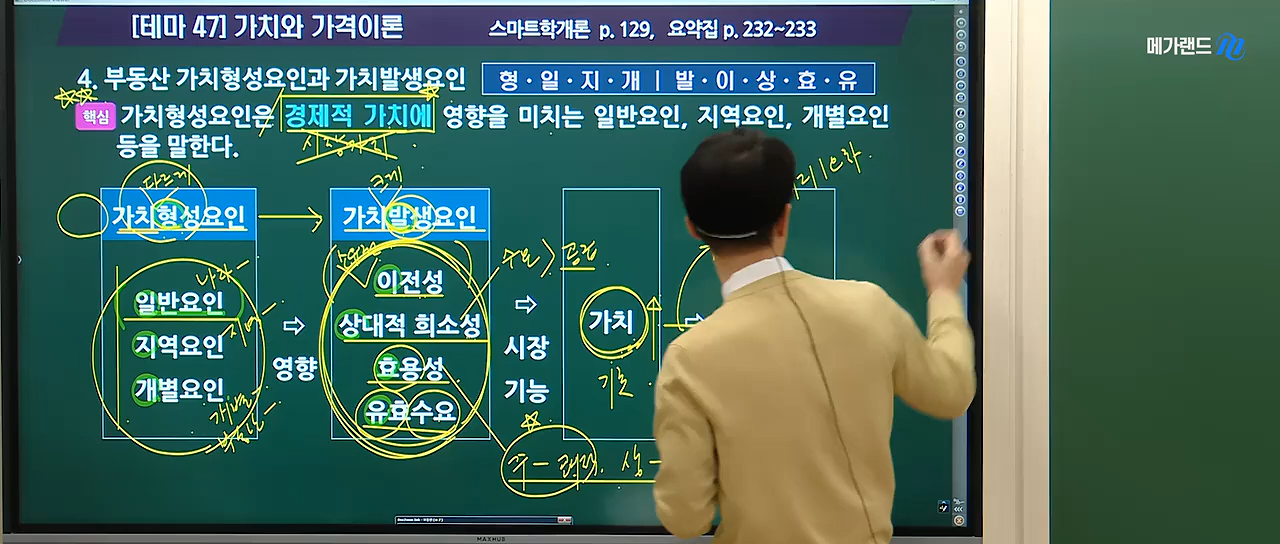 [테마 47] 가치와 가격이론 스마트학개론 p. 129, 요약집 p. 232~233
메가랜드
4. 부동산 가치형성요인과 가치발생요인 형·일·지·개 | 발·이·상·효·유
핵심 가치형성요인은 경제적 가치에 영향을 미치는 일반요인, 지역요인, 개별요인
등을 말한다.
다르게
크게
가치형성요인
가치발생요인
일반요인
지역요인
개별요인
영향
이전성
상대적 희소성
효용성
유효수요
수요
시장
기능
가치
MAXHUB